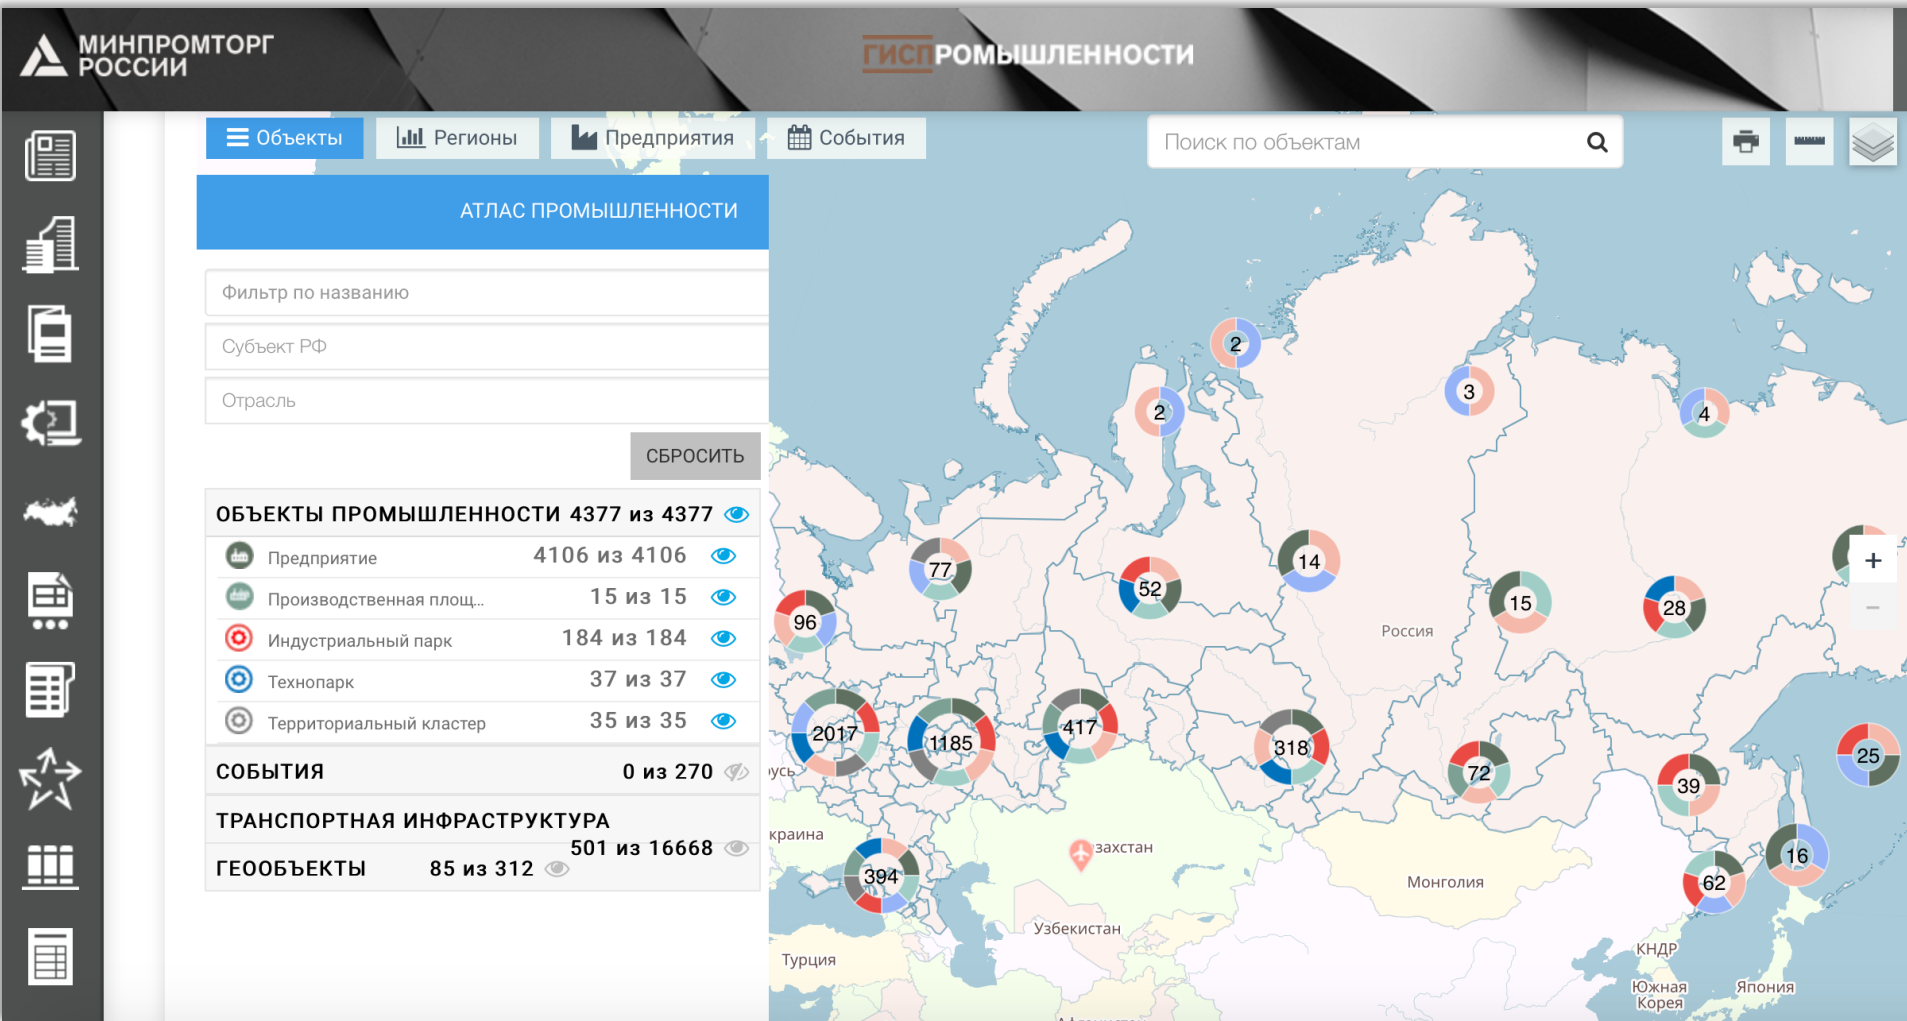 МИНПРОМТОРГ
РОССИИ
ГИСПРОМЫШЛЕННОСТИ
Объекты
Регионы
Предприятия
События
Поиск по объектам
АТЛАС ПРОМЫШЛЕННОСТИ
Фильтр по названию
Субъект РФ
Отрасль
СБРОСИТЬ
ОБЪЕКТЫ ПРОМЫШЛЕННОСТИ 4377 из 4377
Предприятие 4106 из 4106
Производственная площ... 15 из 15
Индустриальный парк 184 из 184
Технопарк 37 из 37
Территориальный кластер 35 из 35
СОБЫТИЯ 0 из 270
ТРАНСПОРТНАЯ ИНФРАСТРУКТУРА
501 из 16668
ГЕООБЪЕКТЫ 85 из 312
2
2
3
4
77
52
14
96
15
28
+
−
Россия
2017
1185
417
318
72
39
25
усь
краина
захстан
394
16
62
Монголия
Узбекистан
Турция
КНДР
Южная
Корея
Япония